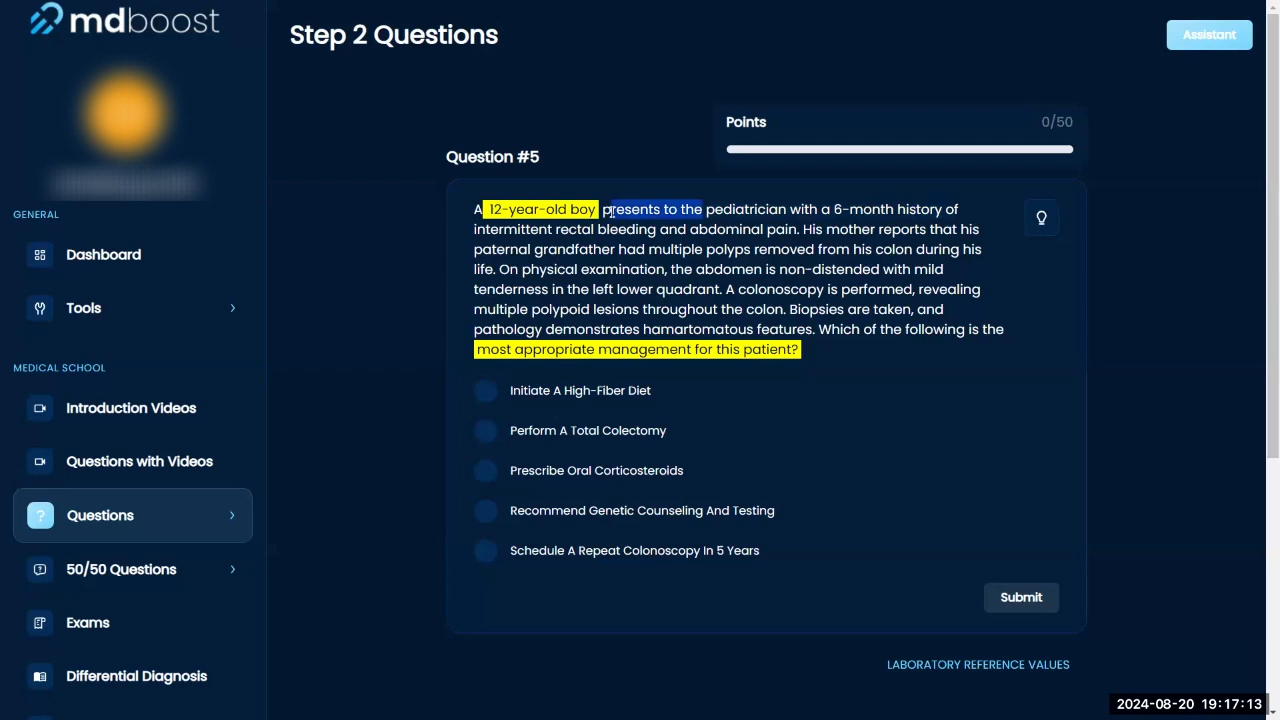 mdboost
Step 2 Questions
Assistant
Points
0/50
Question #5
GENERAL
Dashboard
Tools
MEDICAL SCHOOL
Introduction Videos
Questions with Videos
Questions
50/50 Questions
Exams
Differential Diagnosis
A 12-year-old boy presents to the pediatrician with a 6-month history of
intermittent rectal bleeding and abdominal pain. His mother reports that his
paternal grandfather had multiple polyps removed from his colon during his
life. On physical examination, the abdomen is non-distended with mild
tenderness in the left lower quadrant. A colonoscopy is performed, revealing
multiple polypoid lesions throughout the colon. Biopsies are taken, and
pathology demonstrates hamartomatous features. Which of the following is the
most appropriate management for this patient?
Initiate A High-Fiber Diet
Perform A Total Colectomy
Prescribe Oral Corticosteroids
Recommend Genetic Counseling And Testing
Schedule A Repeat Colonoscopy In 5 Years
Submit
LABORATORY REFERENCE VALUES
2024-08-20 19:17:13